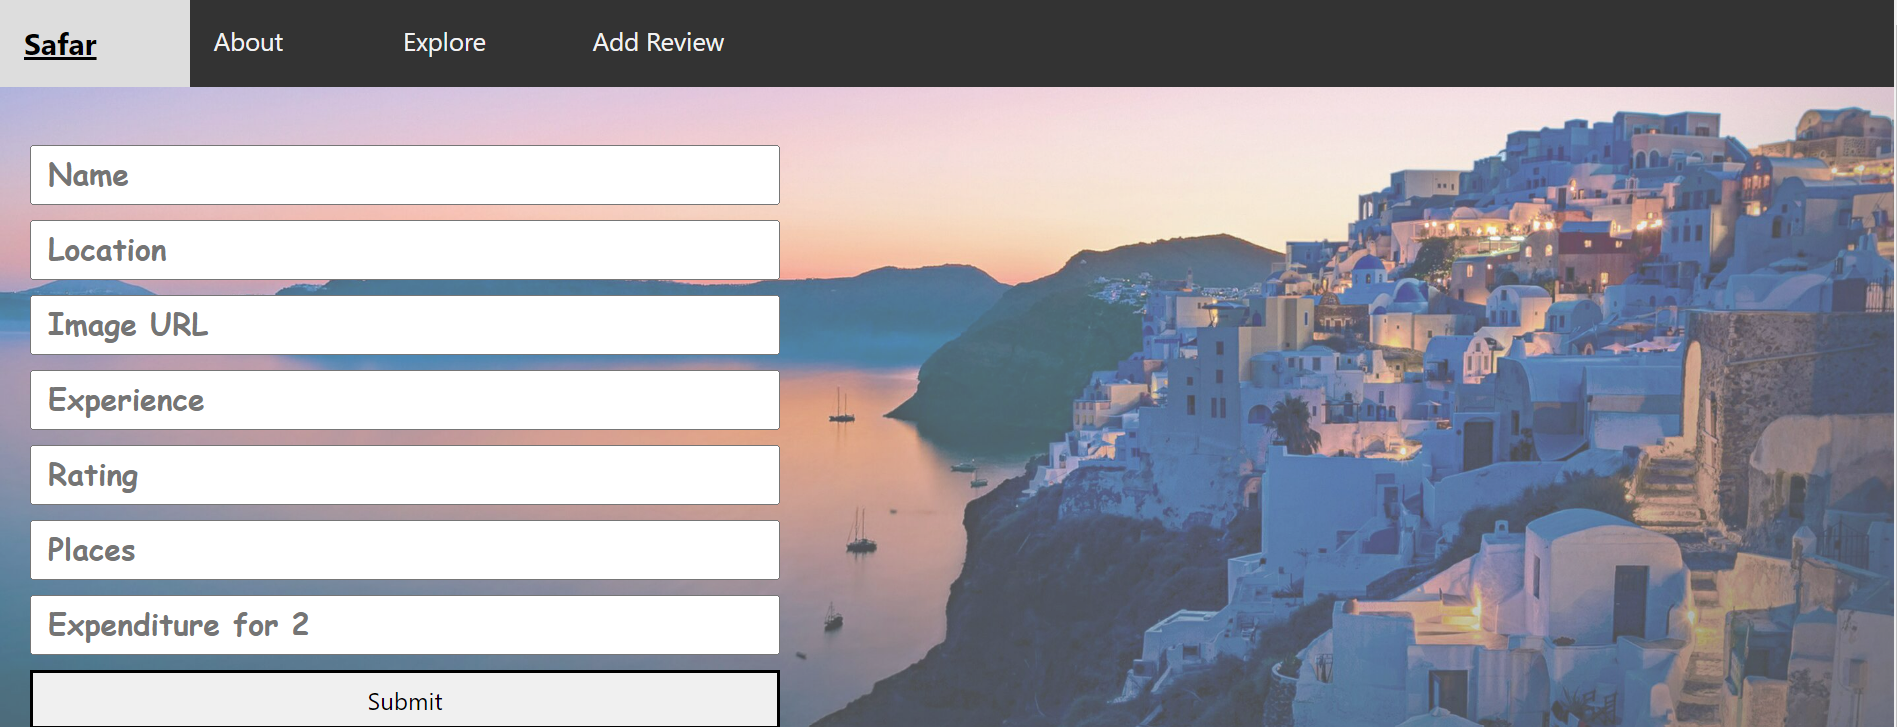 Safar About Explore Add Review
Name
Location
Image URL
Experience
Rating
Places
Expenditure for 2
Submit